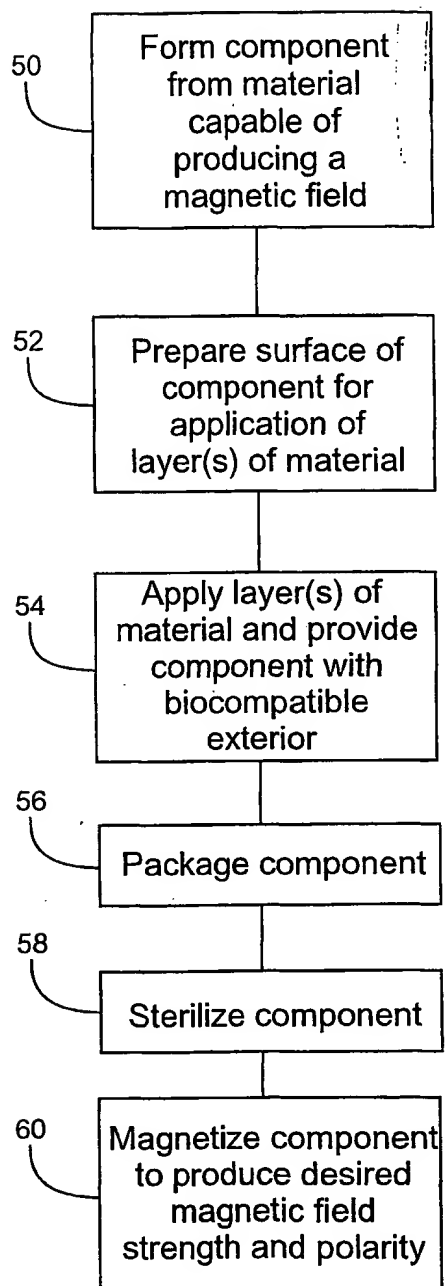 50
Form component
from material
capable of
producing a
magnetic field
52
Prepare surface of
component for
application of
layer(s) of material
54
Apply layer(s) of
material and provide
component with
biocompatible
exterior
56
Package component
58
Sterilize component
60
Magnetize component
to produce desired
magnetic field
strength and polarity